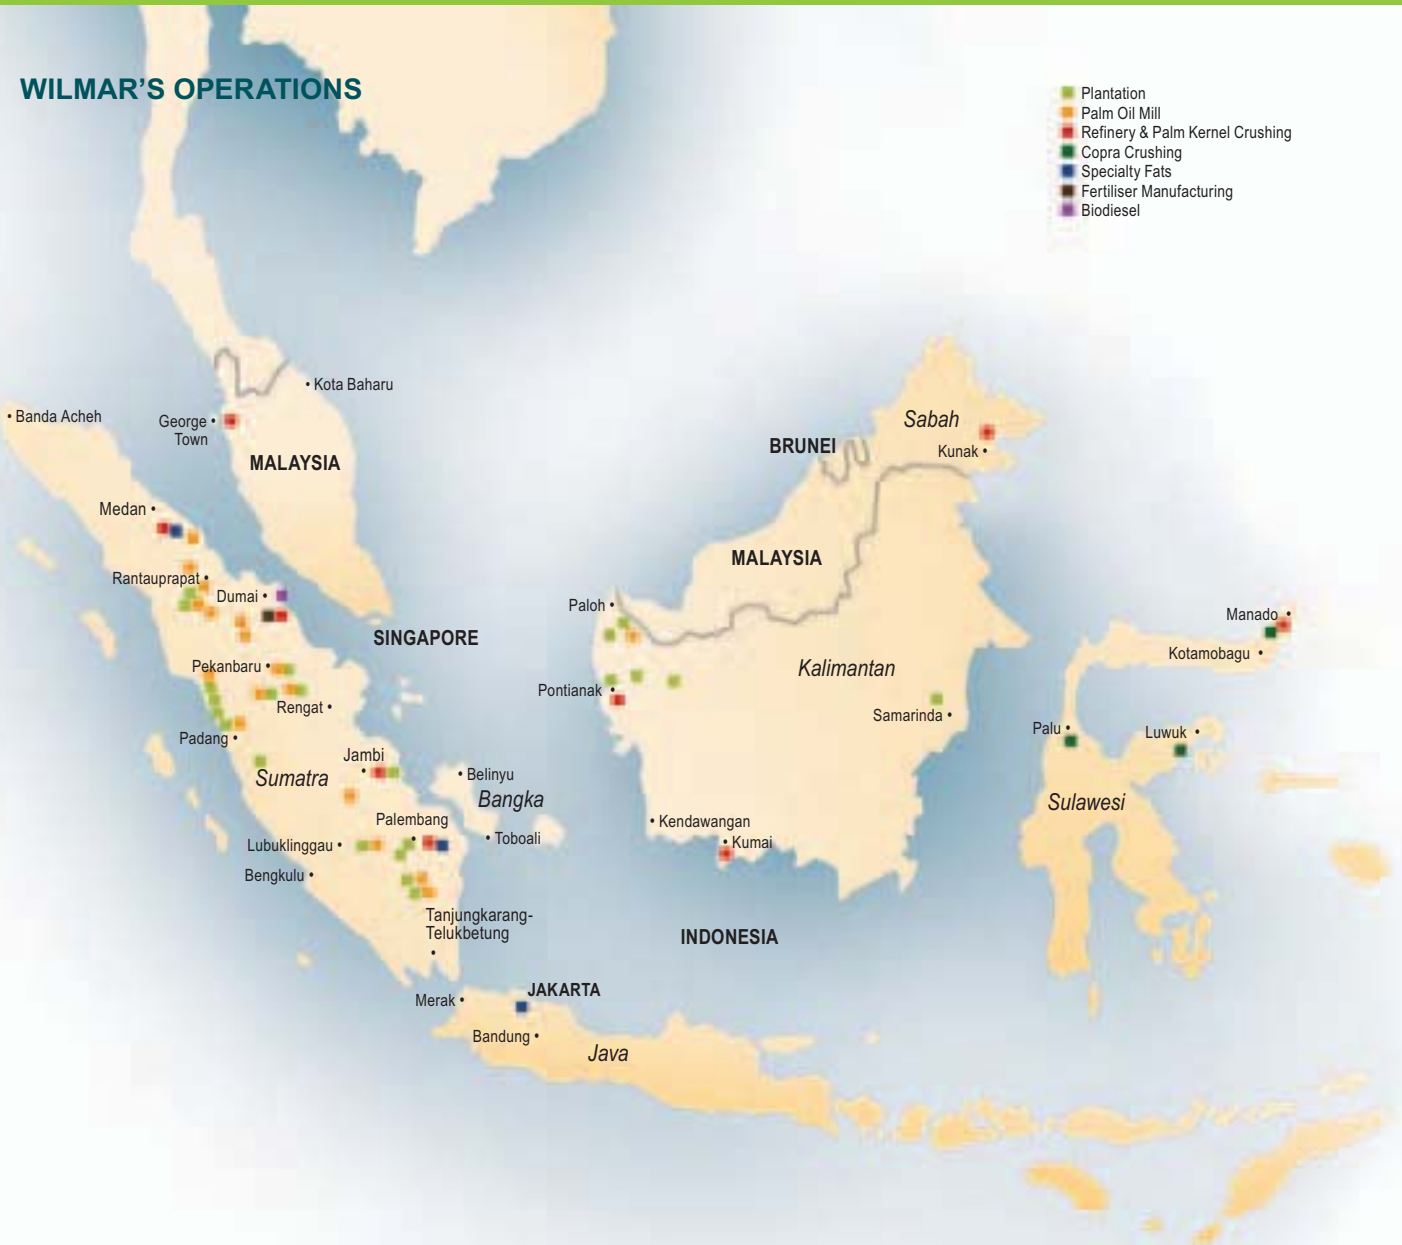 WILMAR'S OPERATIONS
Plantation
Palm Oil Mill
Refinery & Palm Kernel Crushing
Copra Crushing
Specialty Fats
Fertiliser Manufacturing
Biodiesel
• Kota Baharu
• Banda Acheh
George •
Town
MALAYSIA
Sabah
BRUNEI
Kunak •
Medan •
MALAYSIA
Rantauprapat •
Dumai •
Paloh •
Manado •
SINGAPORE
Kotamobagu •
Pekanbaru •
Kalimantan
Pontianak •
Rengat •
Samarinda •
Palu •
Luwuk •
Padang •
Jambi
•
Sumatra
• Belinyu
Bangka
Sulawesi
Palembang
•
• Kendawangan
Lubuklinggau •
• Toboali
• Kumai
Bengkulu •
Tanjungkarang-
Telukbetung
•
INDONESIA
JAKARTA
Merak •
Bandung •
Java